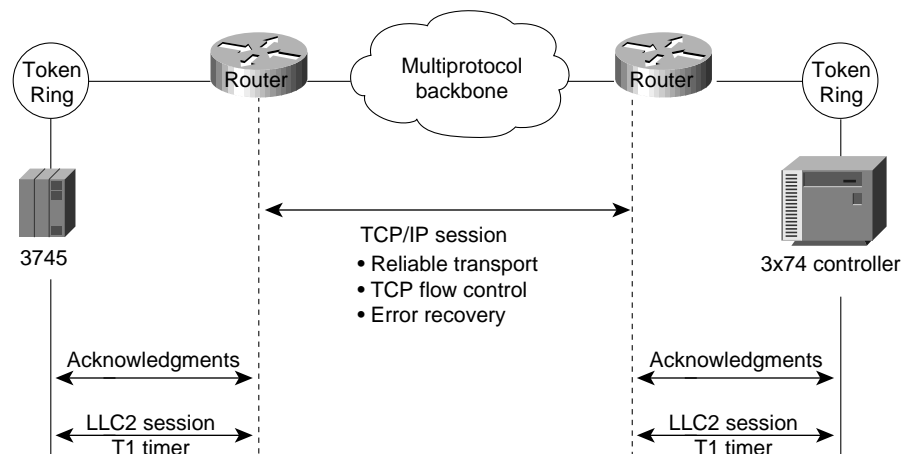 Token
Ring
Router
Multiprotocol
backbone
Router
Token
Ring
3745
TCP/IP session
• Reliable transport
• TCP flow control
• Error recovery
3x74 controller
Acknowledgments
Acknowledgments
LLC2 session
T1 timer
LLC2 session
T1 timer